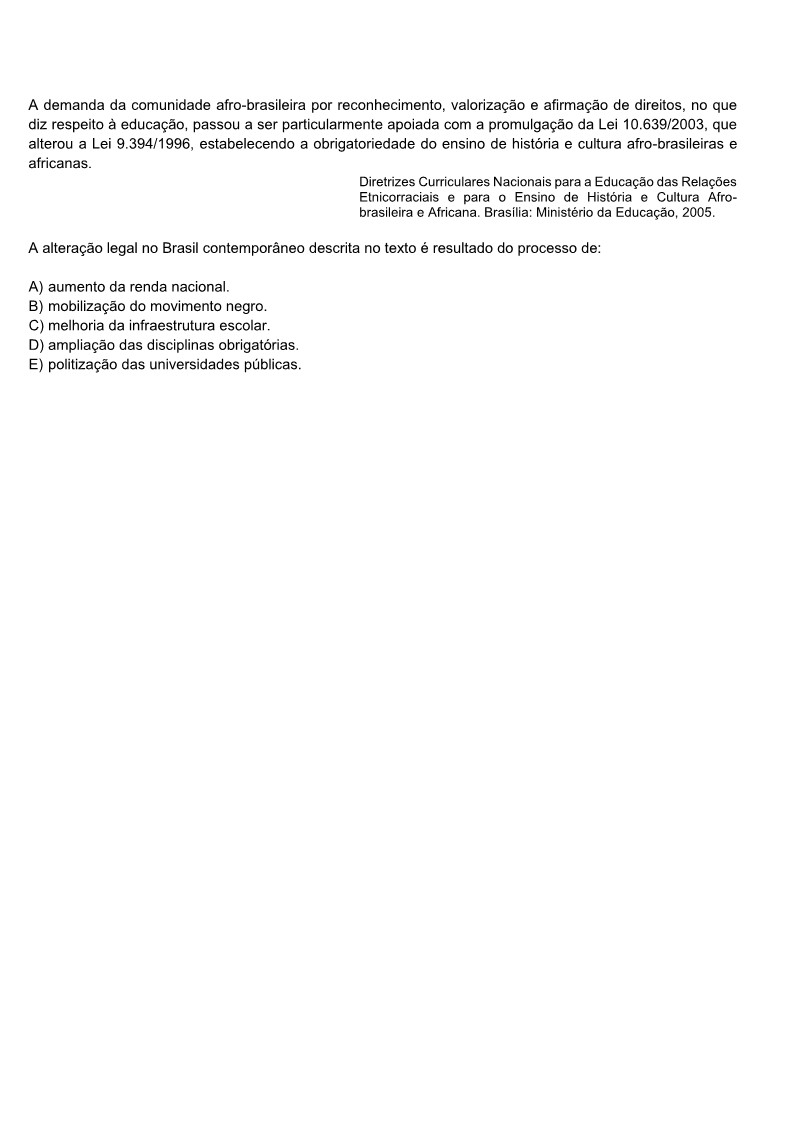 A demanda da comunidade afro-brasileira por reconhecimento, valorização e afirmação de direitos, no que
diz respeito à educação, passou a ser particularmente apoiada com a promulgação da Lei 10.639/2003, que
alterou a Lei 9.394/1996, estabelecendo a obrigatoriedade do ensino de história e cultura afro-brasileiras e
africanas.
Diretrizes Curriculares Nacionais para a Educação das Relações
Etnicorraciais e para o Ensino de História e Cultura Afro-
brasileira e Africana. Brasília: Ministério da Educação, 2005.
A alteração legal no Brasil contemporâneo descrita no texto é resultado do processo de:
A) aumento da renda nacional.
B) mobilização do movimento negro.
C) melhoria da infraestrutura escolar.
D) ampliação das disciplinas obrigatórias.
E) politização das universidades públicas.